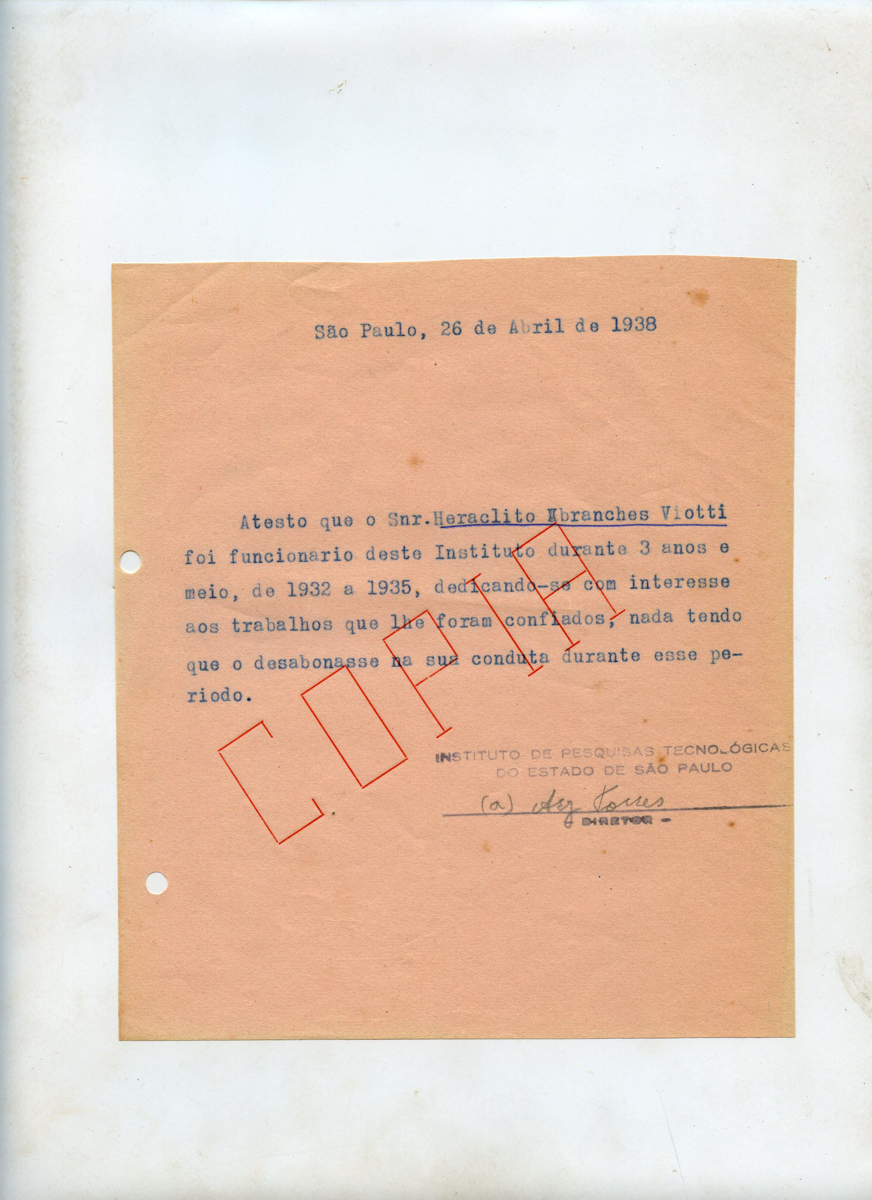 São Paulo, 26 de Abril de 1938
Atesto que o Snr.Heraclito Abranches Viotti
foi funcionario deste Instituto durante 3 anos e
meio, de 1932 a 1935, dedicando-se com interesse
aos trabalhos que lhe foram confiados, nada tendo
que o desabonasse na sua conduta durante esse pe-
riodo.
COPIA
INSTITUTO DE PESQUISAS TECNOLÓGICAS
DO ESTADO DE SÃO PAULO
(a) Ary Torres
DIRETOR -